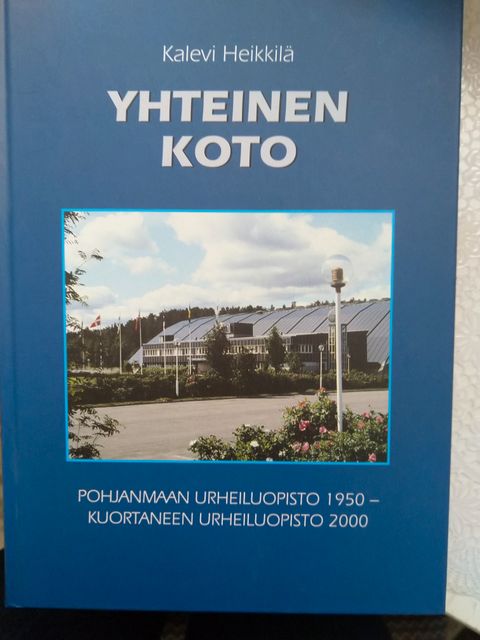 Kalevi Heikkilä
YHTEINEN
KOTO
POHJANMAAN URHEILUOPISTO 1950 –
KUORTANEEN URHEILUOPISTO 2000